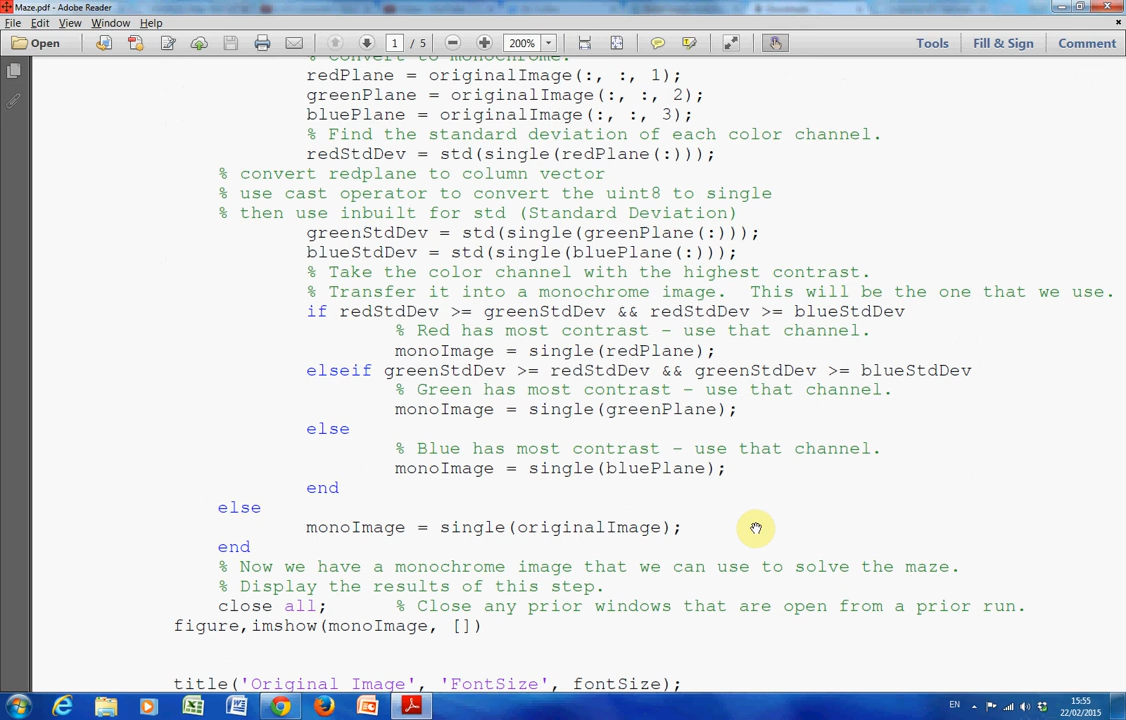 Maze.pdf - Adobe Reader
File Edit View Window Help
Open 1 / 5 200% Tools Fill & Sign Comment
% Convert to monochrome.
redPlane = originalImage(:, :, 1);
greenPlane = originalImage(:, :, 2);
bluePlane = originalImage(:, :, 3);
% Find the standard deviation of each color channel.
redStdDev = std(single(redPlane(:)));
% convert redplane to column vector
% use cast operator to convert the uint8 to single
% then use inbuilt for std (Standard Deviation)
greenStdDev = std(single(greenPlane(:)));
blueStdDev = std(single(bluePlane(:)));
% Take the color channel with the highest contrast.
% Transfer it into a monochrome image.  This will be the one that we use.
if redStdDev >= greenStdDev && redStdDev >= blueStdDev
% Red has most contrast - use that channel.
monoImage = single(redPlane);
elseif greenStdDev >= redStdDev && greenStdDev >= blueStdDev
% Green has most contrast - use that channel.
monoImage = single(greenPlane);
else
% Blue has most contrast - use that channel.
monoImage = single(bluePlane);
end
else
monoImage = single(originalImage);
end
% Now we have a monochrome image that we can use to solve the maze.
% Display the results of this step.
close all; % Close any prior windows that are open from a prior run.
figure,imshow(monoImage, [])
title('Original Image', 'FontSize', fontSize);
EN 15:55
22/02/2015